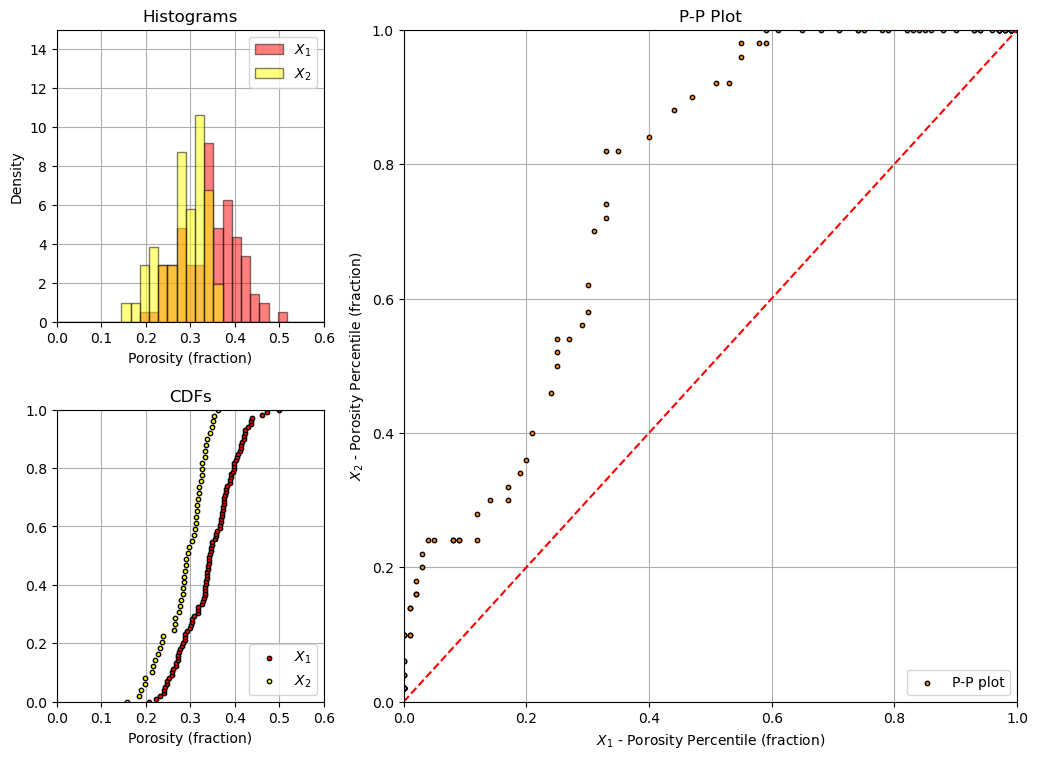 Histograms
14
12
10
8
6
4
2
0
Density
X₁
X₂
0.0 0.1 0.2 0.3 0.4 0.5 0.6
Porosity (fraction)
CDFs
1.0
0.8
0.6
0.4
0.2
0.0
X₁
X₂
0.0 0.1 0.2 0.3 0.4 0.5 0.6
Porosity (fraction)
P-P Plot
1.0
0.8
0.6
0.4
0.2
0.0
X₂ - Porosity Percentile (fraction)
P-P plot
0.0 0.2 0.4 0.6 0.8 1.0
X₁ - Porosity Percentile (fraction)